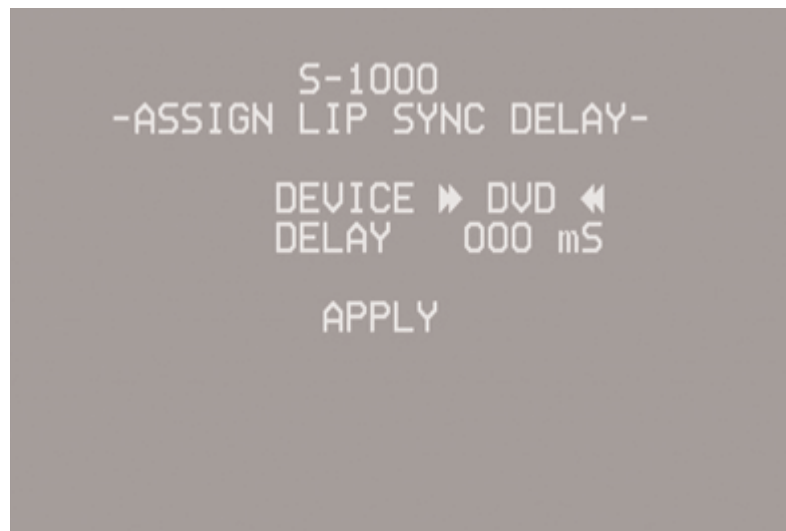 S-1000
-ASSIGN LIP SYNC DELAY-
DEVICE ⏩ DVD ⏪
DELAY 000 mS
APPLY